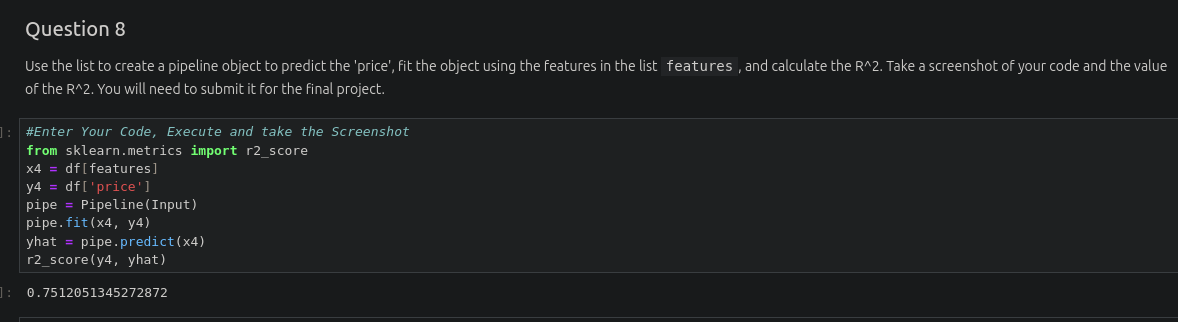 Question 8
Use the list to create a pipeline object to predict the 'price', fit the object using the features in the list features , and calculate the R^2. Take a screenshot of your code and the value
of the R^2. You will need to submit it for the final project.
]: #Enter Your Code, Execute and take the Screenshot
from sklearn.metrics import r2_score
x4 = df[features]
y4 = df['price']
pipe = Pipeline(Input)
pipe.fit(x4, y4)
yhat = pipe.predict(x4)
r2_score(y4, yhat)
]: 0.7512051345272872